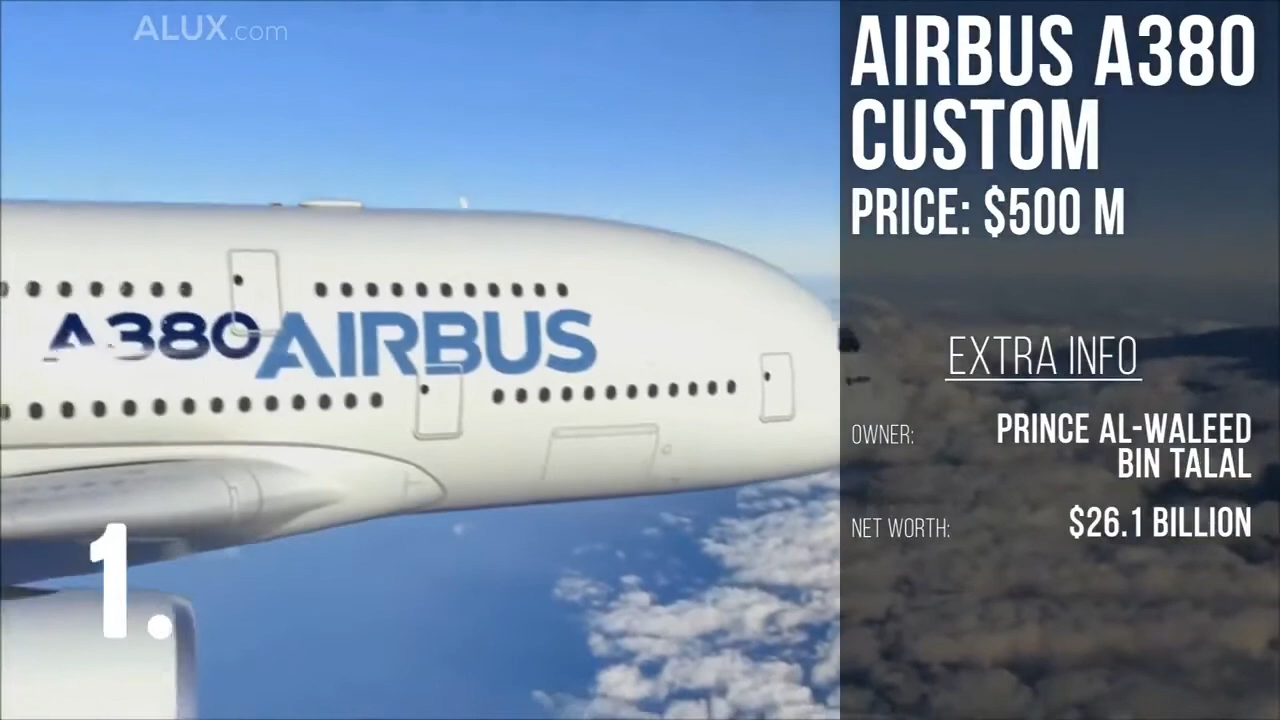 ALUX.com
AIRBUS A380
CUSTOM
PRICE: $500 M
A380 AIRBUS
EXTRA INFO
OWNER: PRINCE AL-WALEED
BIN TALAL
NET WORTH: $26.1 BILLION
1.